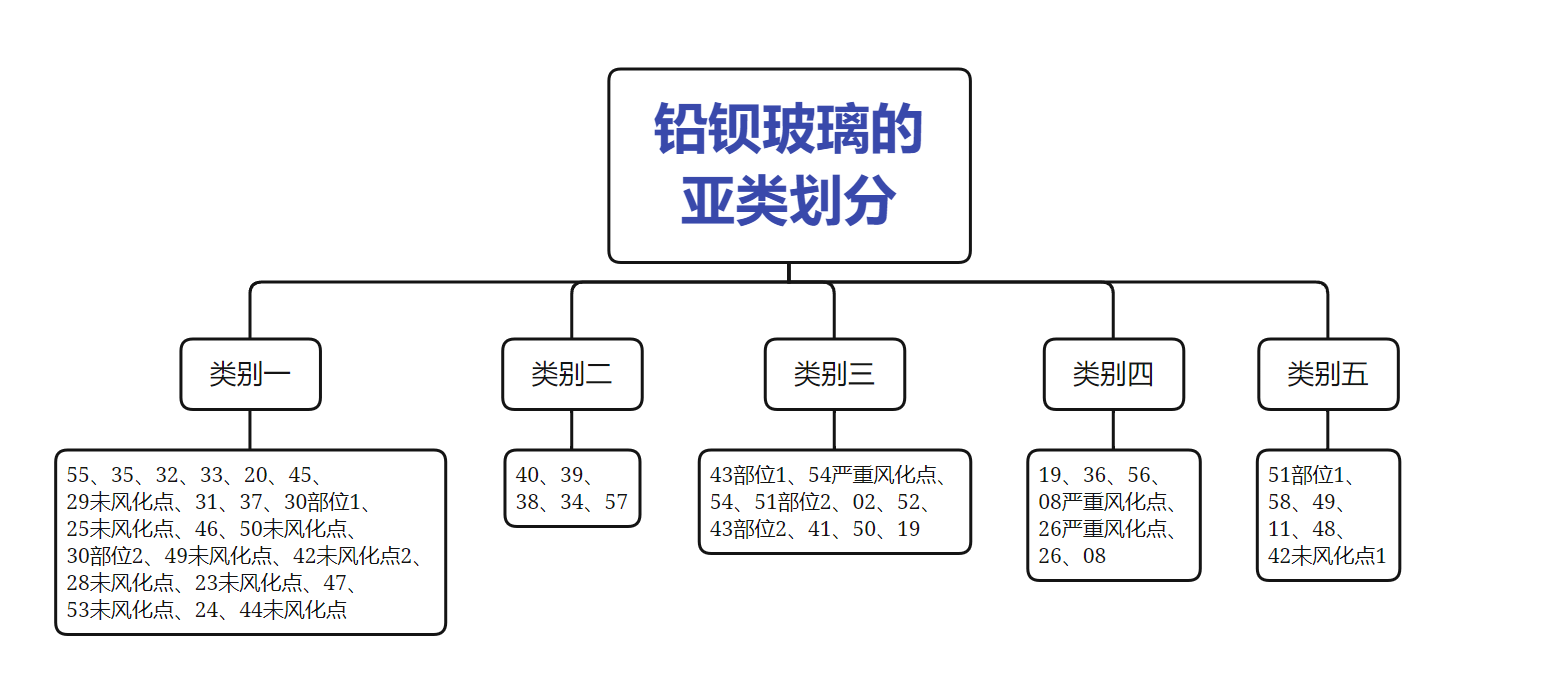 铅钡玻璃的
亚类划分
类别一
类别二
类别三
类别四
类别五
55、35、32、33、20、45、
29未风化点、31、37、30部位1、
25未风化点、46、50未风化点、
30部位2、49未风化点、42未风化点2、
28未风化点、23未风化点、47、
53未风化点、24、44未风化点
40、39、
38、34、57
43部位1、54严重风化点、
54、51部位2、02、52、
43部位2、41、50、19
19、36、56、
08严重风化点、
26严重风化点、
26、08
51部位1、
58、49、
11、48、
42未风化点1